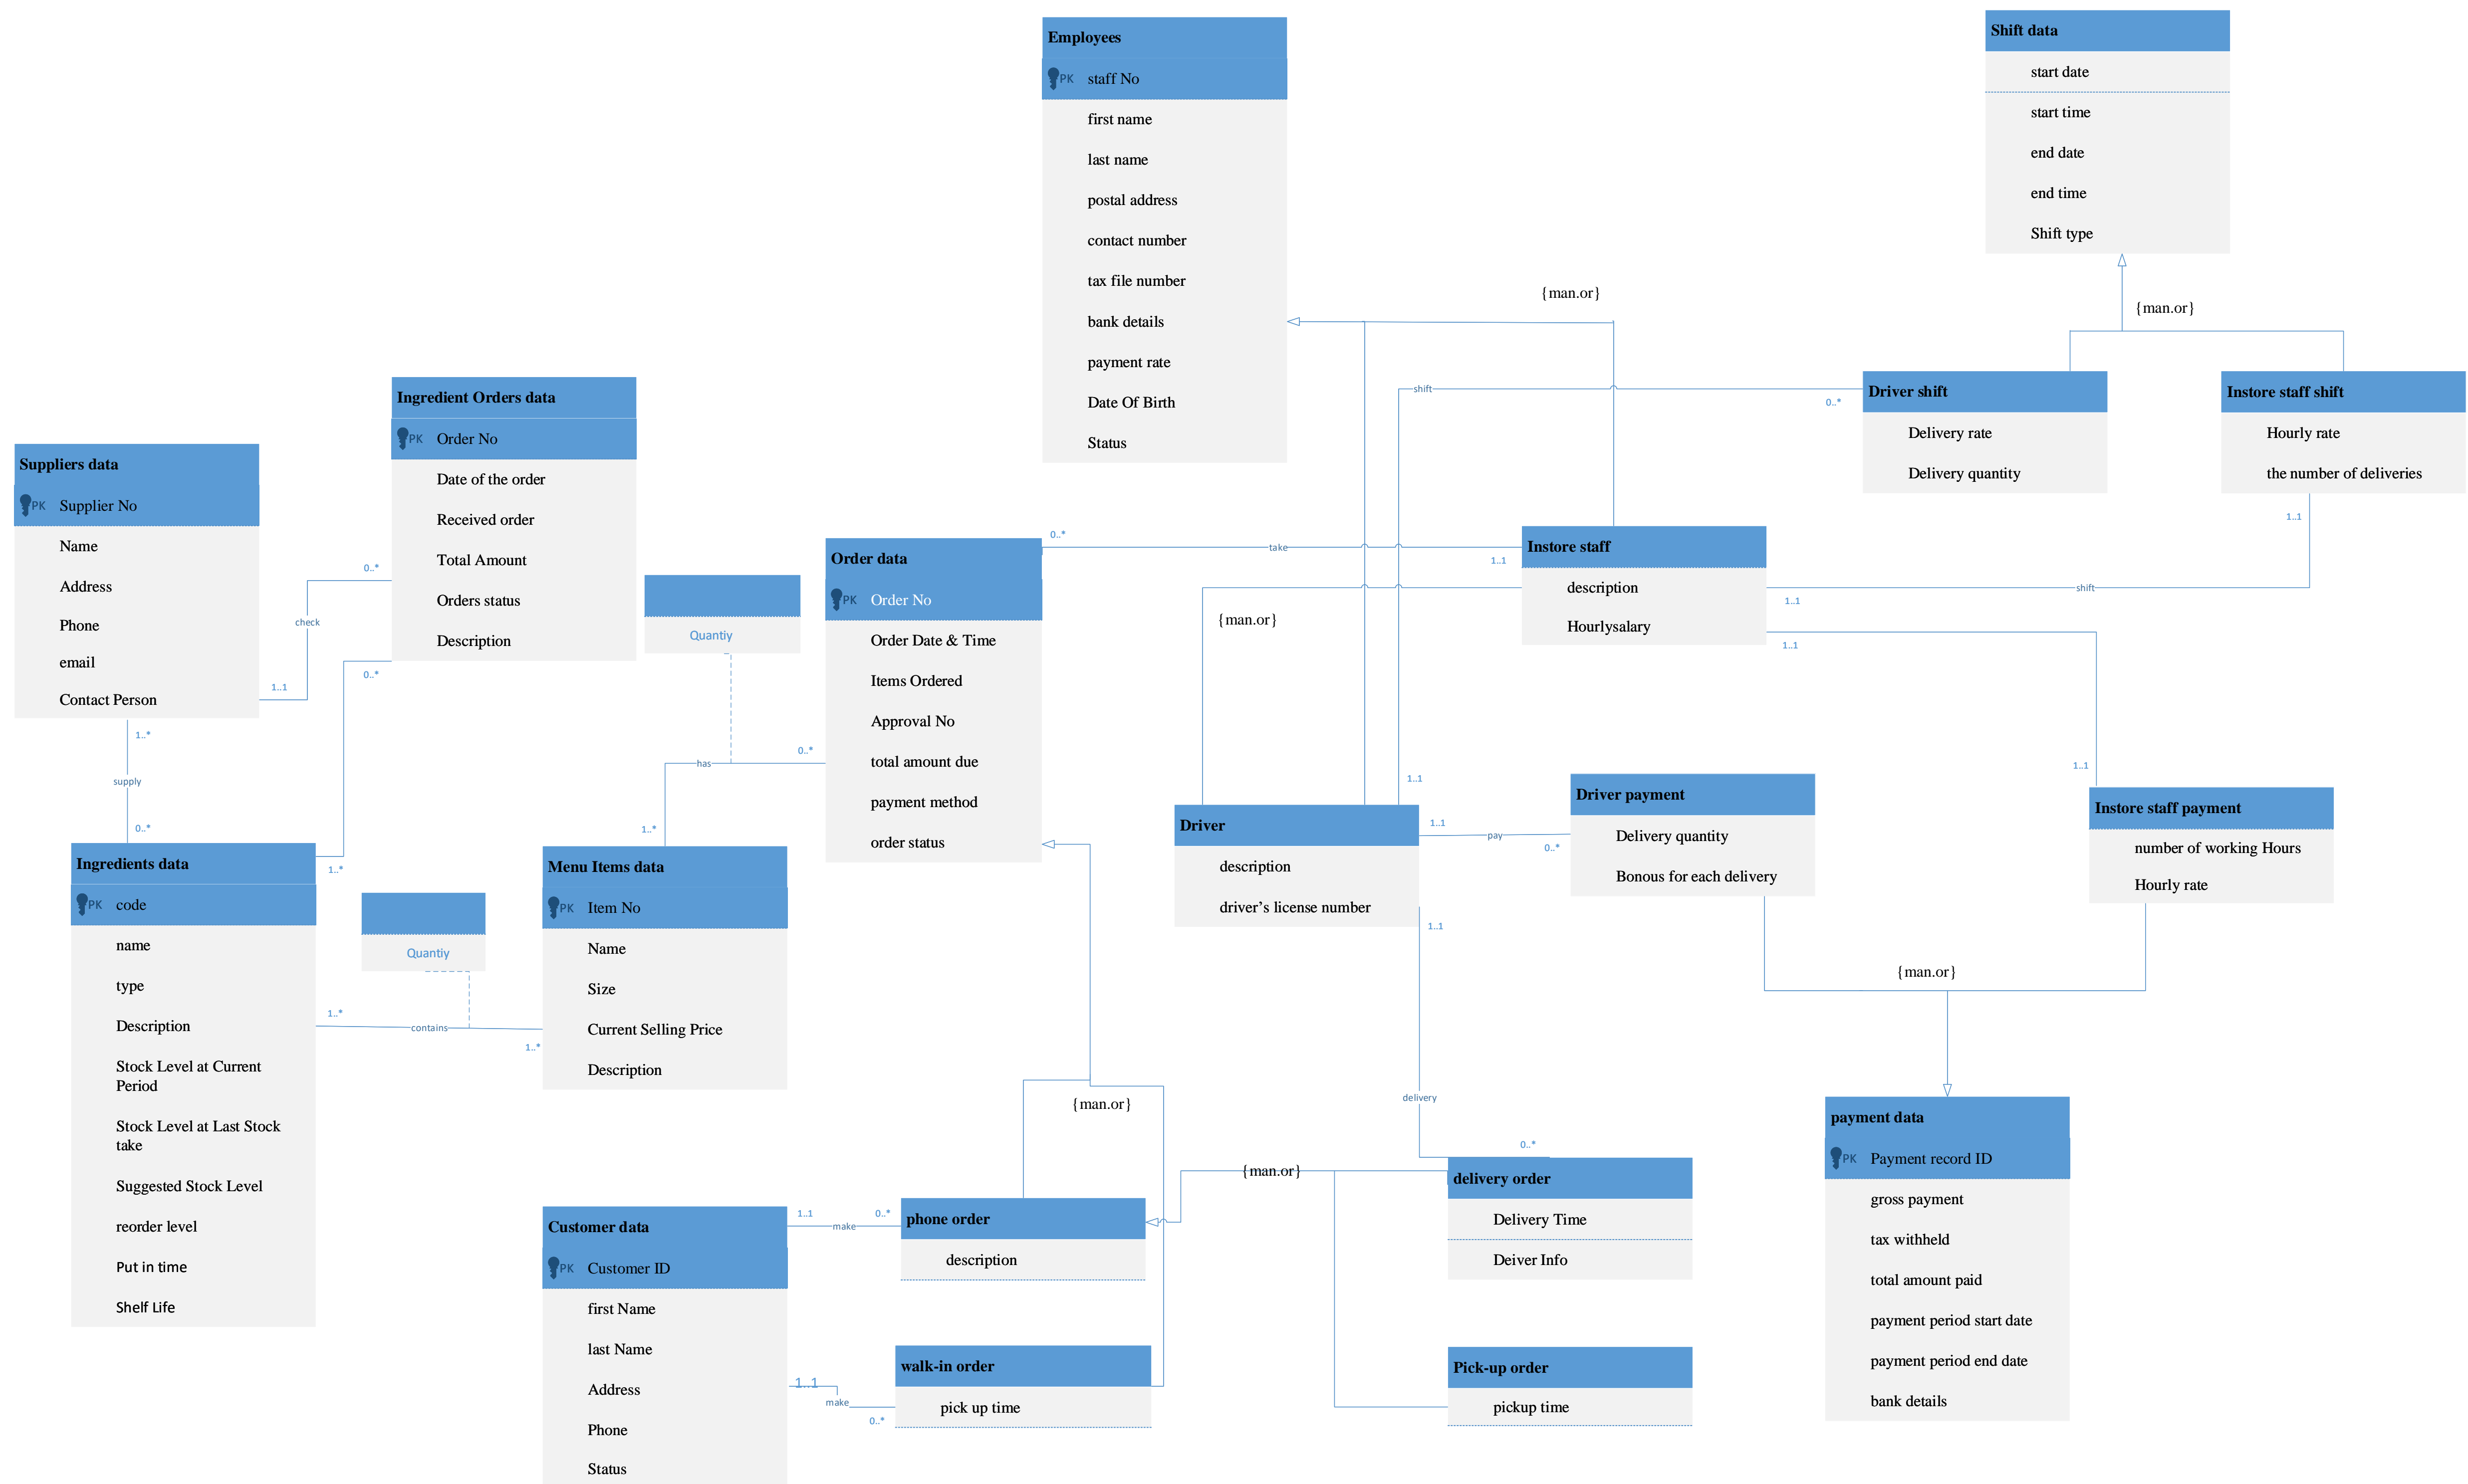 Employees
PK staff No
first name
last name
postal address
contact number
tax file number
bank details
payment rate
Date Of Birth
Status
Shift data
start date
start time
end date
end time
Shift type
{man.or}
{man.or}
Driver shift
Delivery rate
Delivery quantity
Instore staff shift
Hourly rate
the number of deliveries
shift
0..*
1..1
Ingredient Orders data
PK Order No
Date of the order
Received order
Total Amount
Orders status
Description
Suppliers data
PK Supplier No
Name
Address
Phone
email
Contact Person
0..*
check
1..1
0..*
1..*
supply
0..*
1..*
Quantiy
Order data
PK Order No
Order Date & Time
Items Ordered
Approval No
total amount due
payment method
order status
0..*
take
1..1
Instore staff
description
Hourlysalary
1..1
shift
1..1
{man.or}
has
0..*
1..*
1..1
1..1
Driver
description
driver's license number
1..1
pay
0..*
Driver payment
Delivery quantity
Bonous for each delivery
Instore staff payment
number of working Hours
Hourly rate
1..1
{man.or}
Ingredients data
PK code
name
type
Description
Stock Level at Current
Period
Stock Level at Last Stock
take
Suggested Stock Level
reorder level
Put in time
Shelf Life
Quantiy
1..*
contains
1..*
Menu Items data
PK Item No
Name
Size
Current Selling Price
Description
{man.or}
delivery
0..*
{man.or}
payment data
PK Payment record ID
gross payment
tax withheld
total amount paid
payment period start date
payment period end date
bank details
delivery order
Delivery Time
Deiver Info
Customer data
PK Customer ID
first Name
last Name
Address
Phone
Status
1..1
make
0..*
phone order
description
1..1
make
0..*
walk-in order
pick up time
Pick-up order
pickup time